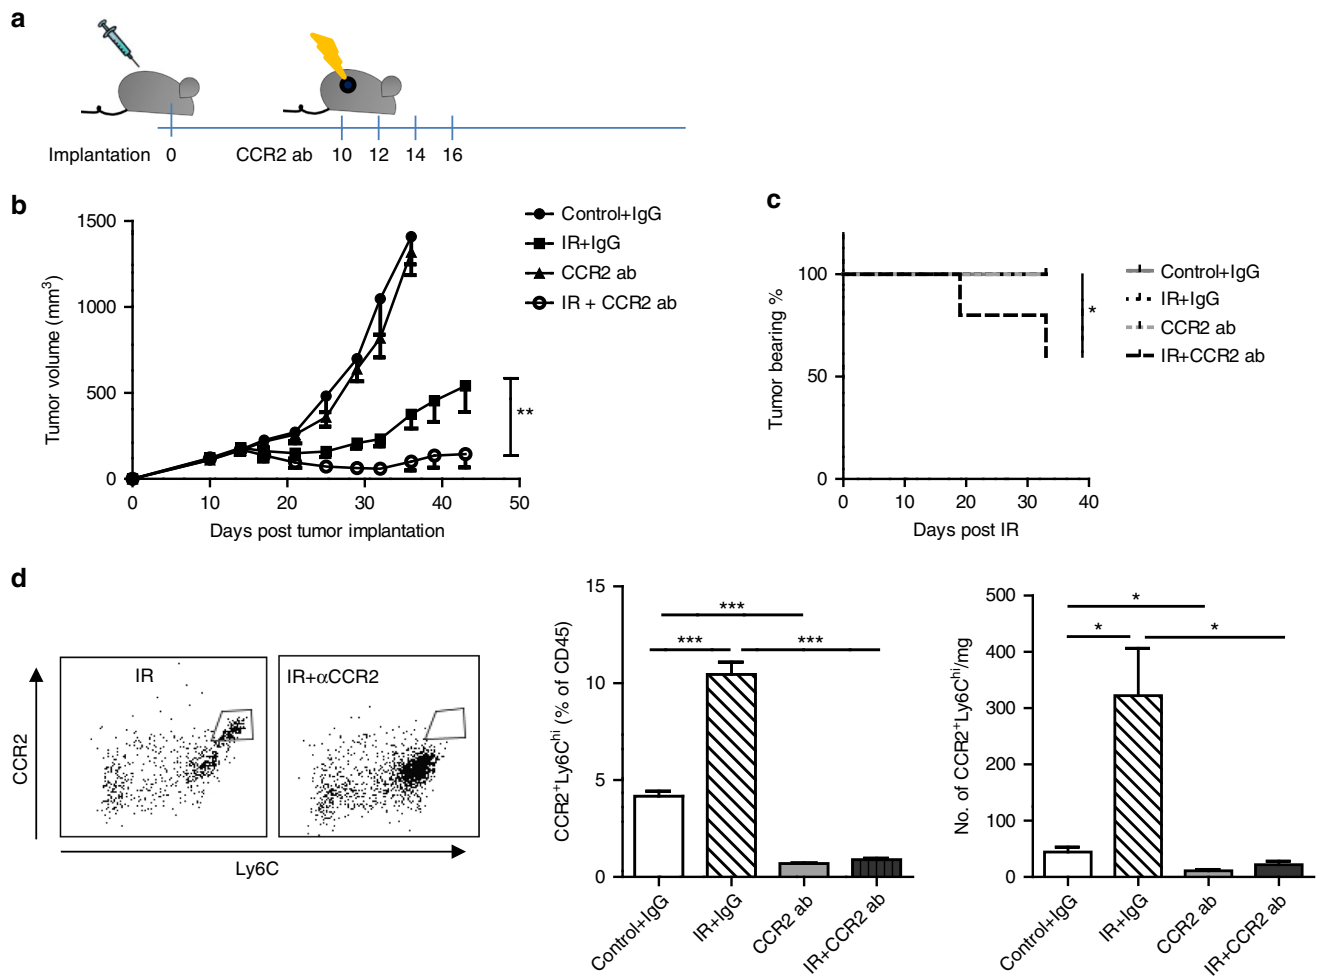 a
Implantation 0 CCR2 ab 10 12 14 16
b
Tumor volume (mm³)
1500
1000
500
0
0 10 20 30 40 50
Days post tumor implantation
Control+IgG
IR+IgG
CCR2 ab
IR + CCR2 ab
**
c
Tumor bearing %
100
50
0
0 10 20 30 40
Days post IR
Control+IgG
IR+IgG
CCR2 ab
IR+CCR2 ab
*
d
CCR2
IR
IR+αCCR2
Ly6C
CCR2⁺Ly6Cʰⁱ (% of CD45)
15
10
5
0
***
*** ***
Control+IgG
IR+IgG
CCR2 ab
IR+CCR2 ab
No. of CCR2⁺Ly6Cʰⁱ/mg
500
400
300
200
100
0
*
* *
Control+IgG
IR+IgG
CCR2 ab
IR+CCR2 ab